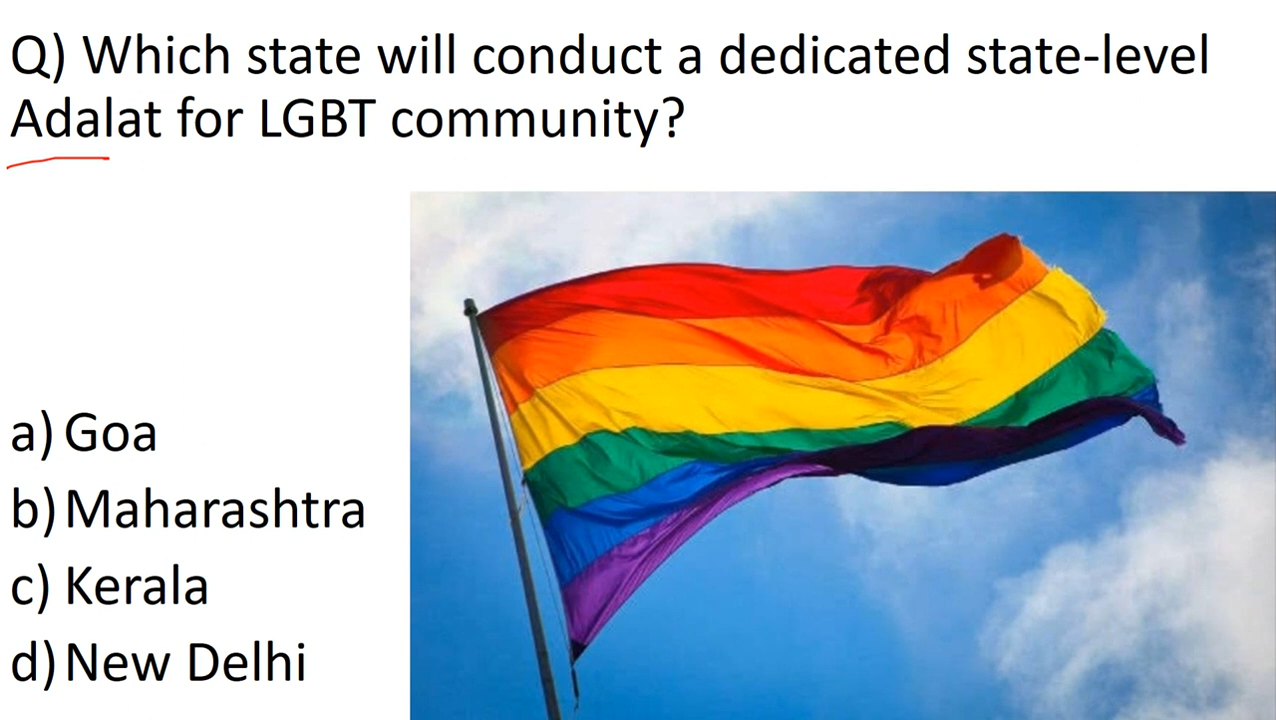 Q) Which state will conduct a dedicated state-level
Adalat for LGBT community?
a) Goa
b) Maharashtra
c) Kerala
d) New Delhi